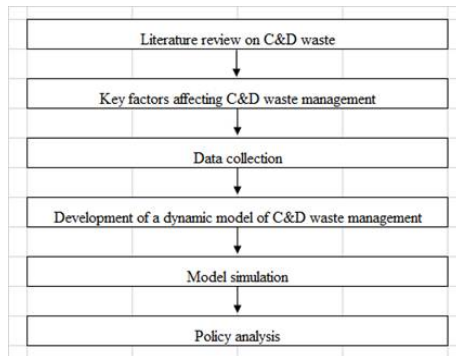 Literature review on C&D waste
Key factors affecting C&D waste management
Data collection
Development of a dynamic model of C&D waste management
Model simulation
Policy analysis